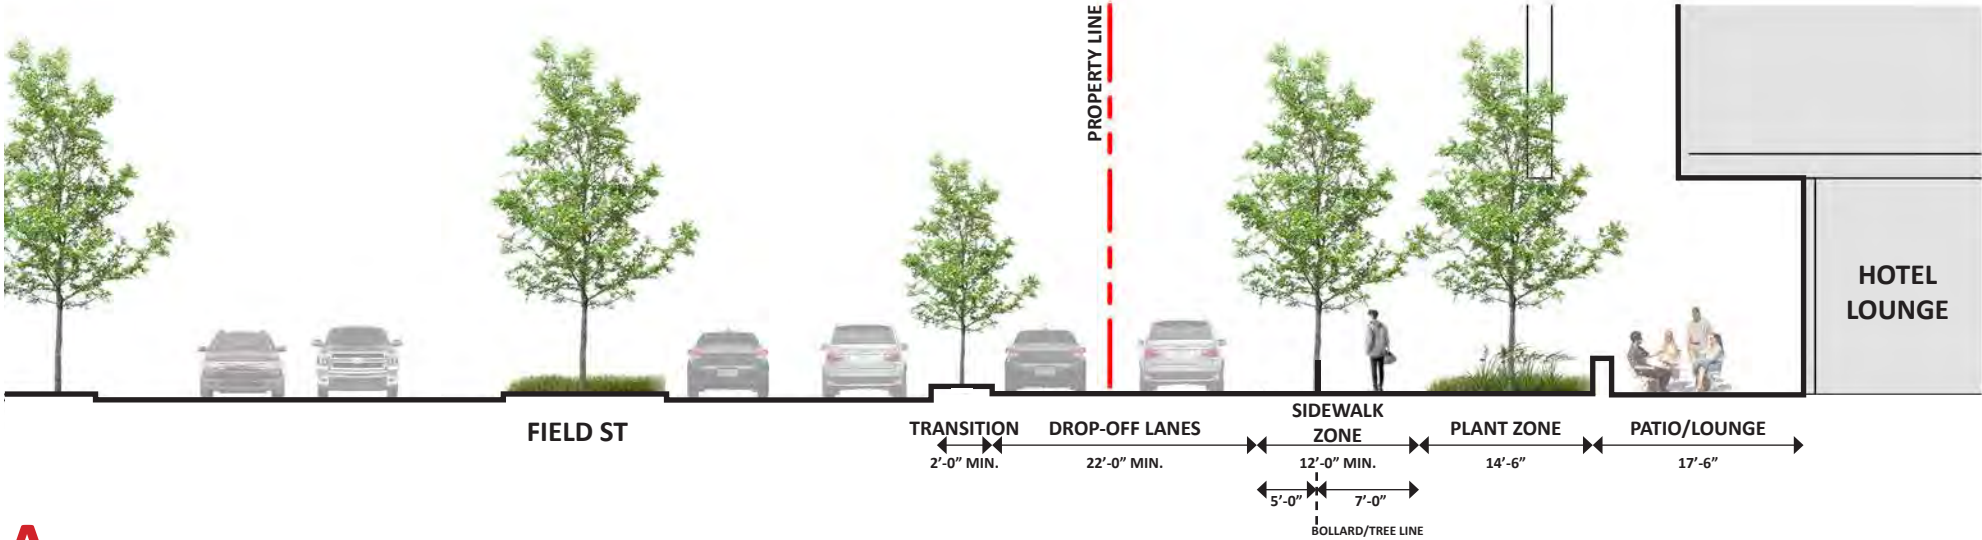 PROPERTY LINE
HOTEL
LOUNGE
FIELD ST
TRANSITION
2’-0” MIN.
DROP-OFF LANES
22’-0” MIN.
SIDEWALK
ZONE
12’-0” MIN.
5’-0”
7’-0”
BOLLARD/TREE LINE
PLANT ZONE
14’-6”
PATIO/LOUNGE
17’-6”
A